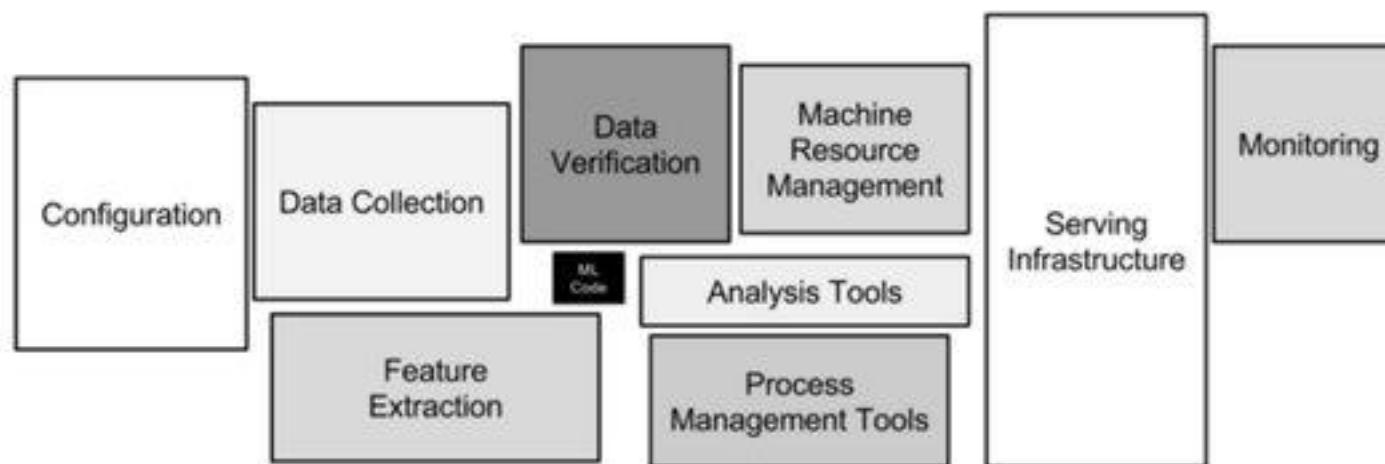 Configuration
Data Collection
Feature
Extraction
Data
Verification
ML
Code
Machine
Resource
Management
Analysis Tools
Process
Management Tools
Serving
Infrastructure
Monitoring